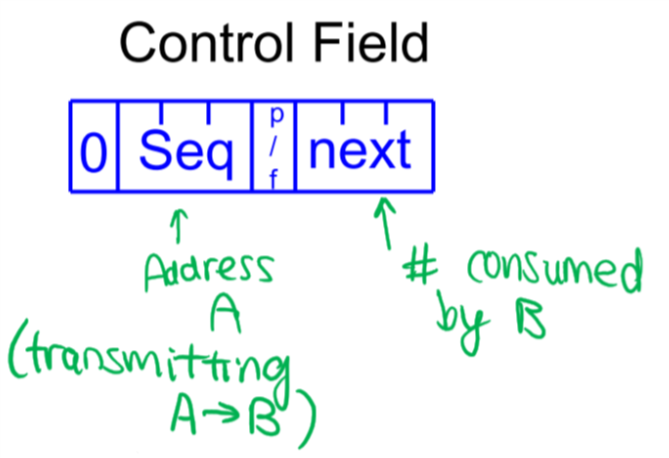 Control Field
0 Seq p/f next
Address
A
(transmitting
A→B)
# consumed
by B